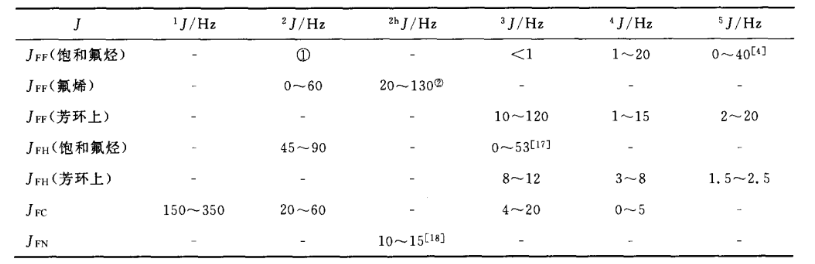 J ¹J/Hz ²J/Hz ²ʰJ/Hz ³J/Hz ⁴J/Hz ⁵J/Hz
J_FF(饱和氟烃) - ① - <1 1~20 0~40[4]
J_FF(氟烯) - 0~60 20~130② - - -
J_FF(芳环上) - - - 10~120 1~15 2~20
J_FH(饱和氟烃) - 45~90 - 0~53[17] - -
J_FH(芳环上) - - - 8~12 3~8 1.5~2.5
J_FC 150~350 20~60 - 4~20 0~5 -
J_FN - - 10~15[18] - - -